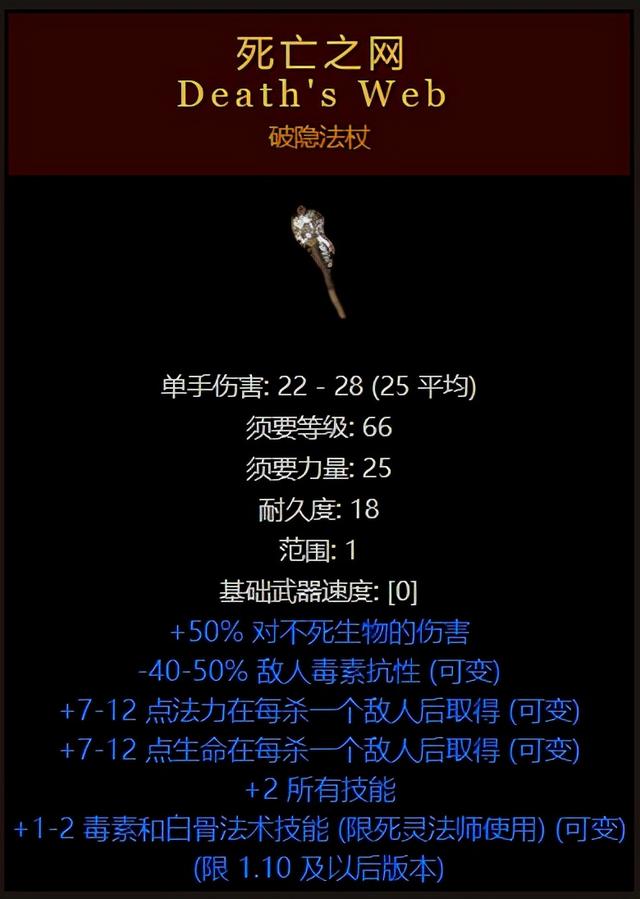 死亡之网
Death's Web
破隐法杖
单手伤害: 22 - 28 (25 平均)
须要等级: 66
须要力量: 25
耐久度: 18
范围: 1
基础武器速度: [0]
+50% 对不死生物的伤害
-40-50% 敌人毒素抗性 (可变)
+7-12 点法力在每杀一个敌人后取得 (可变)
+7-12 点生命在每杀一个敌人后取得 (可变)
+2 所有技能
+1-2 毒素和白骨法术技能 (限死灵法师使用) (可变)
(限 1.10 及以后版本)